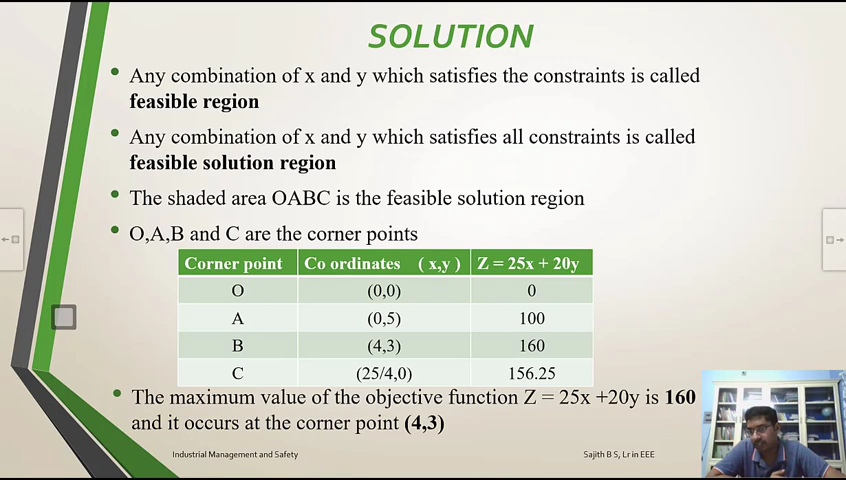 SOLUTION
• Any combination of x and y which satisfies the constraints is called
feasible region
• Any combination of x and y which satisfies all constraints is called
feasible solution region
• The shaded area OABC is the feasible solution region
• O,A,B and C are the corner points
Corner point Co ordinates ( x,y ) Z = 25x + 20y
O (0,0) 0
A (0,5) 100
B (4,3) 160
C (25/4,0) 156.25
• The maximum value of the objective function Z = 25x +20y is 160
and it occurs at the corner point (4,3)
Industrial Management and Safety Sajith B S, Lr in EEE